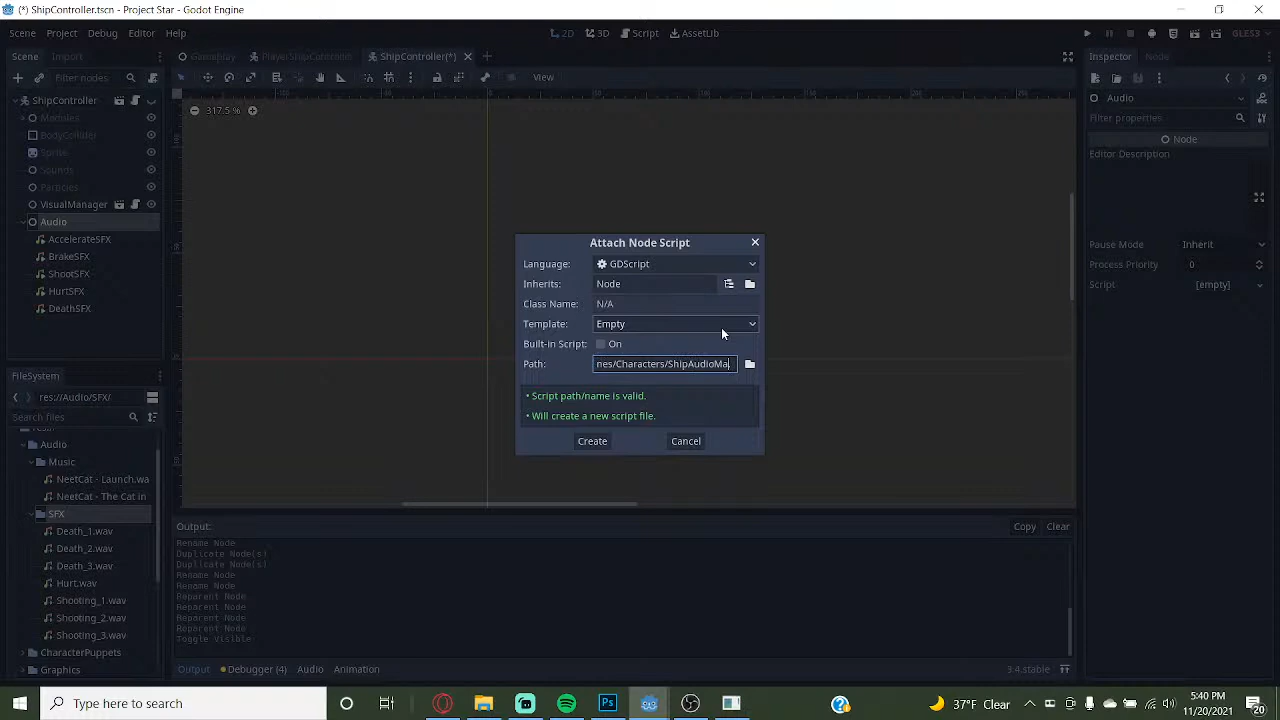 (*) ShipController.tscn - Project Star - Godot Engine
Scene Project Debug Editor Help
2D 3D Script AssetLib
GLES3
Scene Import
Gameplay PlayerShipController ShipController(*)
Inspector Node
Filter nodes
View
ShipController
Modules
BodyCollider
Sprite
Sounds
Particles
VisualManager
Audio
AccelerateSFX
BrakeSFX
ShootSFX
HurtSFX
DeathSFX
317.5 %
Audio
Filter properties
Node
Editor Description
Pause Mode Inherit
Process Priority 0
Script [empty]
Attach Node Script
Language: GDScript
Inherits: Node
Class Name: N/A
Template: Empty
Built-in Script: On
Path: nes/Characters/ShipAudioMa
• Script path/name is valid.
• Will create a new script file.
Create Cancel
FileSystem
res://Audio/SFX/
Search files
Audio
Music
NeetCat - Launch.wa
NeetCat - The Cat in
SFX
Death_1.wav
Death_2.wav
Death_3.wav
Hurt.wav
Shooting_1.wav
Shooting_2.wav
Shooting_3.wav
CharacterPuppets
Graphics
Output: Copy Clear
Rename Node
Duplicate Node(s)
Duplicate Node(s)
Rename Node
Rename Node
Reparent Node
Reparent Node
Reparent Node
Reparent Node
Toggle Visible
Output Debugger (4) Audio Animation 3.4.stable
Type here to search
Ps
37°F Clear
5:40 PM
11/20/2021
20